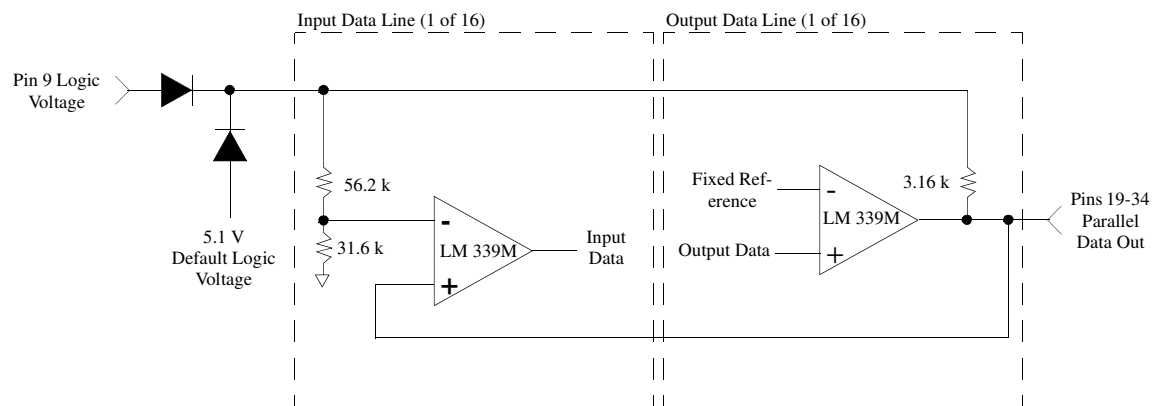 Input Data Line (1 of 16)
Output Data Line (1 of 16)
Pin 9 Logic
Voltage
5.1 V
Default Logic
Voltage
56.2 k
31.6 k
-
LM 339M
+
Input
Data
Fixed Ref-
erence
Output Data
-
LM 339M
+
3.16 k
Pins 19-34
Parallel
Data Out